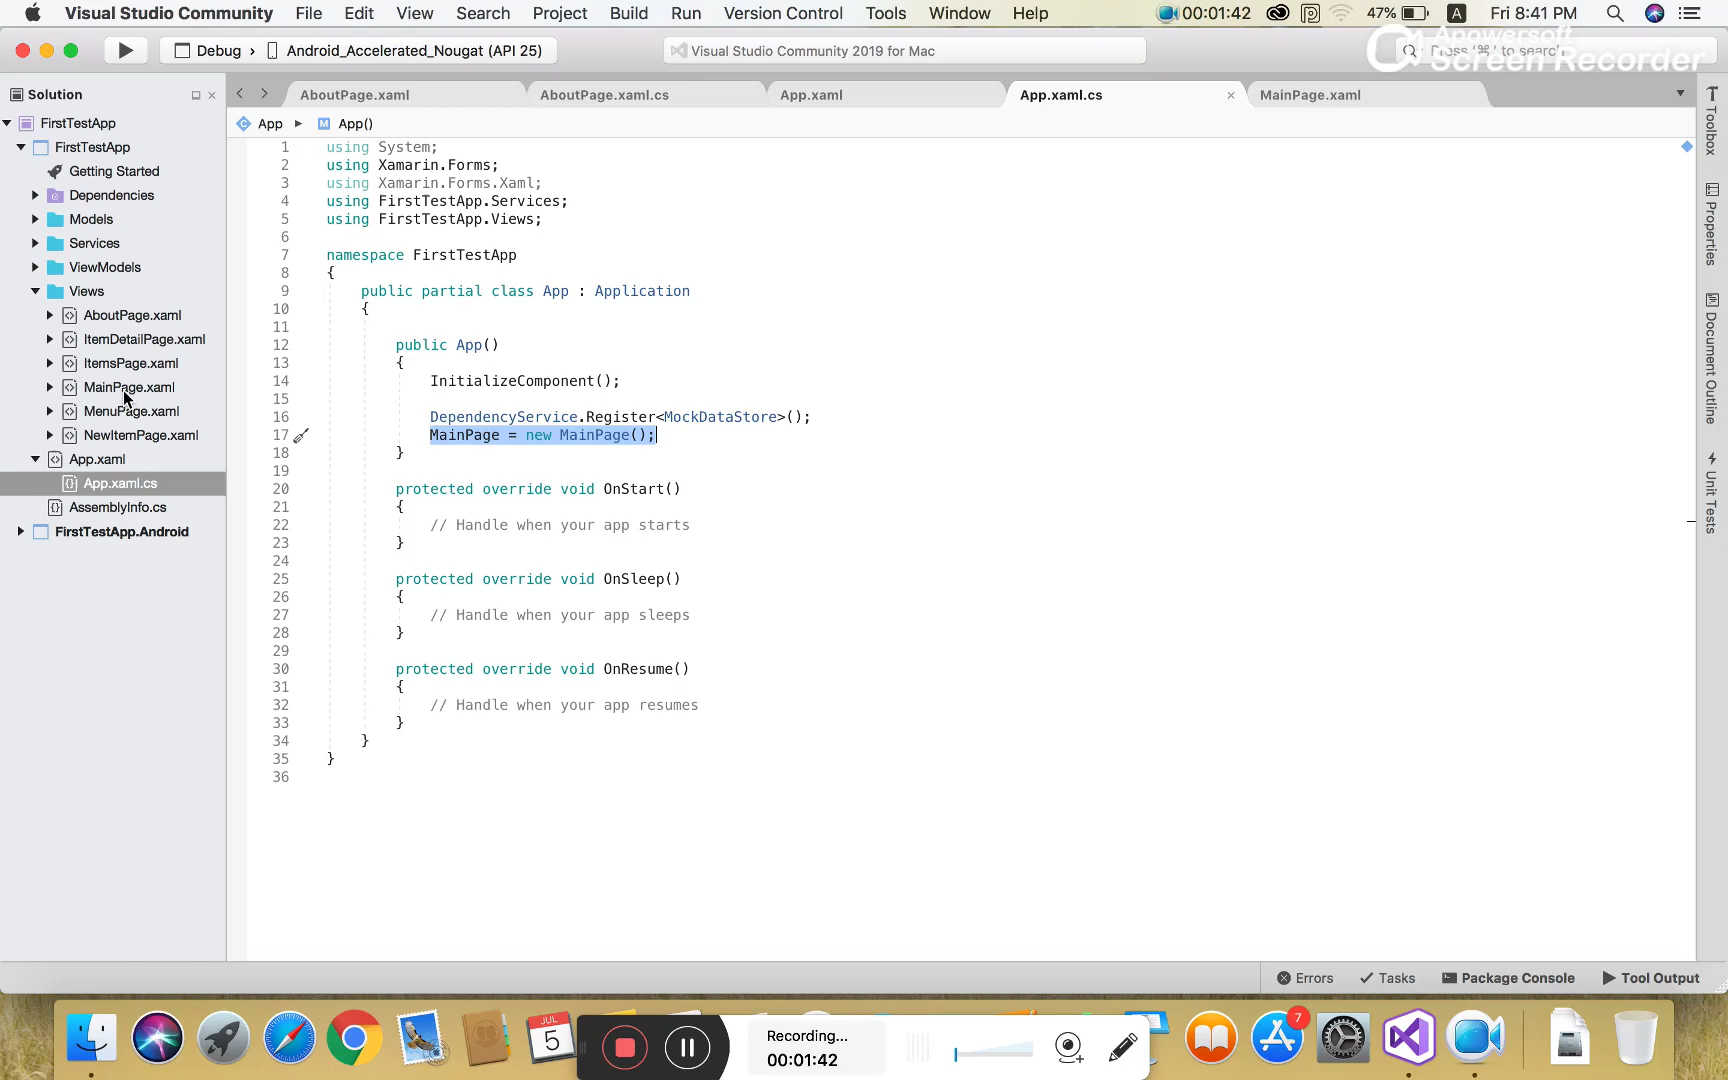 Visual Studio Community File Edit View Search Project Build Run Version Control Tools Window Help 00:01:42 47% A Fri 8:41 PM
Debug › Android_Accelerated_Nougat (API 25) Visual Studio Community 2019 for Mac Press '⌘.' to search
Apowersoft
Screen Recorder
Solution
AboutPage.xaml AboutPage.xaml.cs App.xaml App.xaml.cs × MainPage.xaml
App ▸ M App()
FirstTestApp
FirstTestApp
Getting Started
Dependencies
Models
Services
ViewModels
Views
AboutPage.xaml
ItemDetailPage.xaml
ItemsPage.xaml
MainPage.xaml
MenuPage.xaml
NewItemPage.xaml
App.xaml
App.xaml.cs
AssemblyInfo.cs
FirstTestApp.Android
1 using System;
2 using Xamarin.Forms;
3 using Xamarin.Forms.Xaml;
4 using FirstTestApp.Services;
5 using FirstTestApp.Views;
6
7 namespace FirstTestApp
8 {
9 public partial class App : Application
10 {
11
12 public App()
13 {
14 InitializeComponent();
15
16 DependencyService.Register<MockDataStore>();
17 MainPage = new MainPage();
18 }
19
20 protected override void OnStart()
21 {
22 // Handle when your app starts
23 }
24
25 protected override void OnSleep()
26 {
27 // Handle when your app sleeps
28 }
29
30 protected override void OnResume()
31 {
32 // Handle when your app resumes
33 }
34 }
35 }
36
Toolbox
Properties
Document Outline
Unit Tests
Errors Tasks Package Console Tool Output
JUL
5
Recording...
00:01:42
7